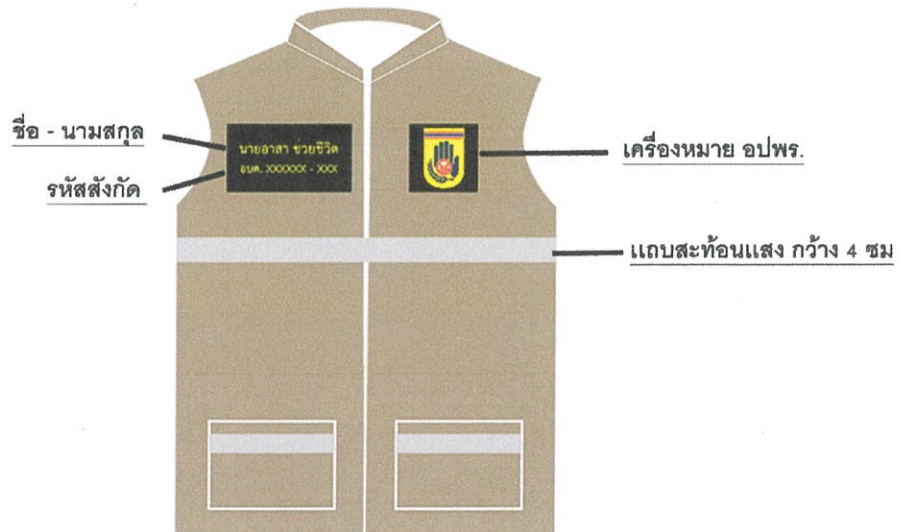 ชื่อ - นามสกุล
รหัสสังกัด
นายอาสา ช่วยชีวิต
อบต. XXXXXX - XXX
เครื่องหมาย อปพร.
แถบสะท้อนแสง กว้าง 4 ซม